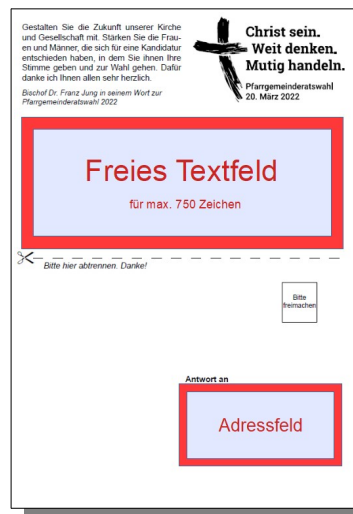 Gestalten Sie die Zukunft unserer Kirche
und Gesellschaft mit. Stärken Sie die Frau-
en und Männer, die sich für eine Kandidatur
entschieden haben, in dem Sie ihnen Ihre
Stimme geben und zur Wahl gehen. Dafür
danke ich Ihnen allen sehr herzlich.
Bischof Dr. Franz Jung in seinem Wort zur
Pfarrgemeinderatswahl 2022
Christ sein.
Weit denken.
Mutig handeln.
Pfarrgemeinderatswahl
20. März 2022
Freies Textfeld
für max. 750 Zeichen
Bitte hier abtrennen. Danke!
Bitte
freimachen
Antwort an
Adressfeld